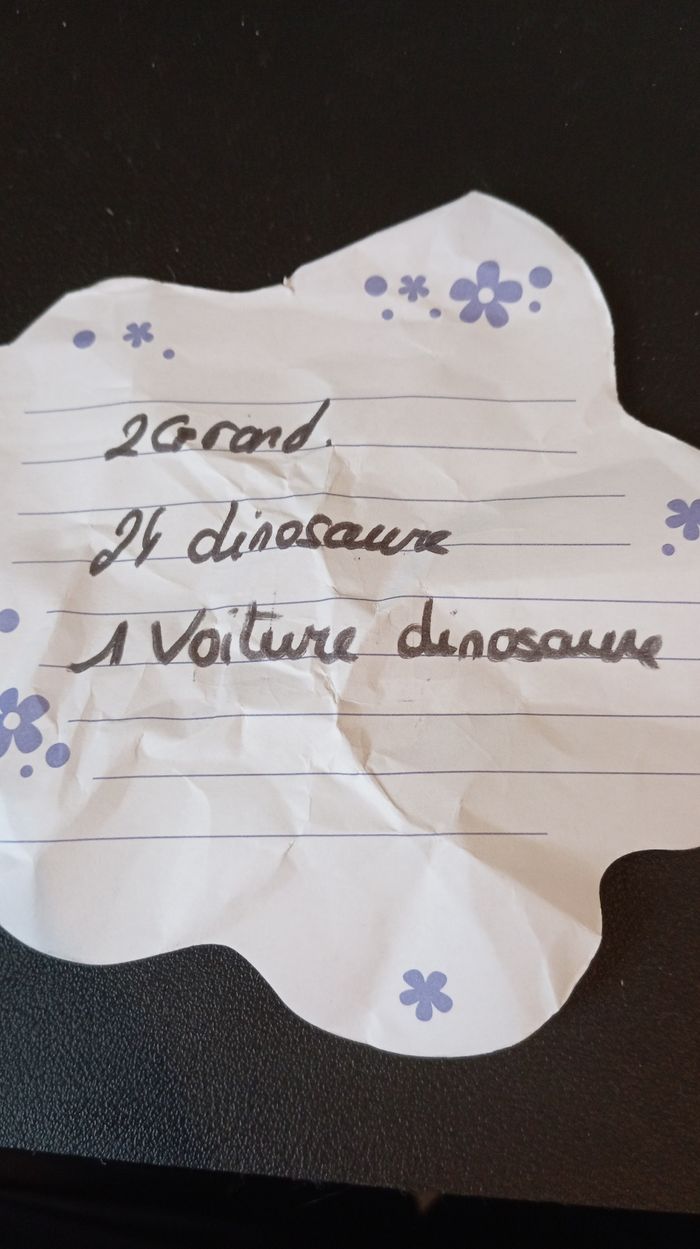 2 Grand.
24 dinosaure
1 Voiture dinosaure